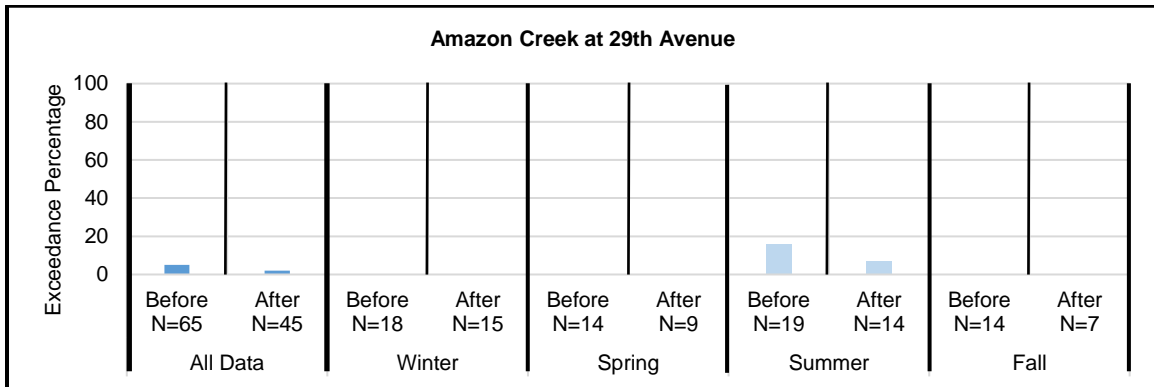 Amazon Creek at 29th Avenue
Exceedance Percentage
100
80
60
40
20
0
Before After Before After Before After Before After Before After
N=65 N=45 N=18 N=15 N=14 N=9 N=19 N=14 N=14 N=7
All Data Winter Spring Summer Fall